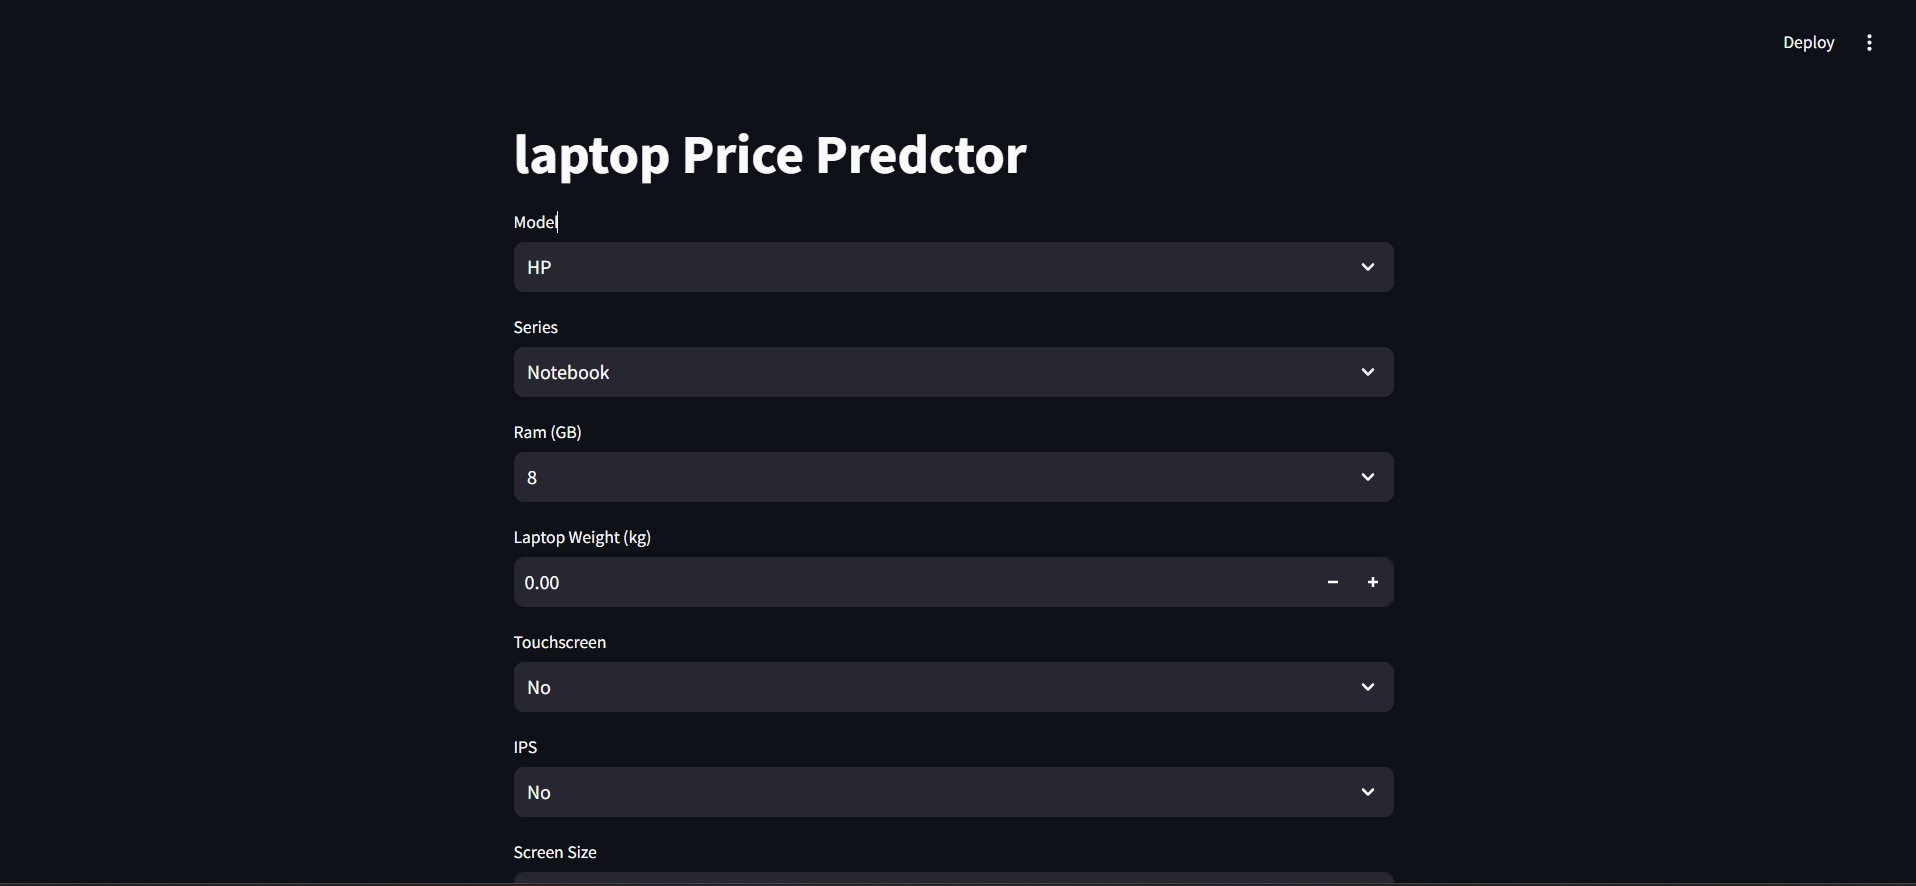 Deploy
laptop Price Predctor
Model
HP
Series
Notebook
Ram (GB)
8
Laptop Weight (kg)
0.00
Touchscreen
No
IPS
No
Screen Size